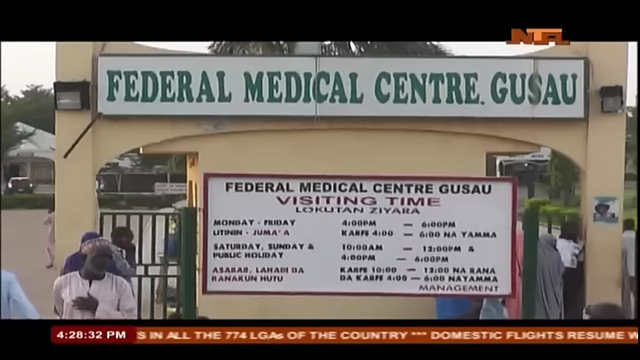 NTL
FEDERAL MEDICAL CENTRE, GUSAU
FEDERAL MEDICAL CENTRE GUSAU
VISITING TIME
LOKUTAN ZIYARA
MONDAY - FRIDAY 4:00PM — 6:00PM
LITININ - JUMA'A KARFE 4:00 — 6:00 NA YAMMA
SATURDAY, SUNDAY & 10:00AM — 12:00PM &
PUBLIC HOLIDAY 4:00PM — 6:00PM
ASABAR, LAHADI DA KARFE 10:00 — 12:00 NA RANA
RANAKUN HUTU DA KARFE 4:00 — 6:00 NAYAMMA
MANAGEMENT
4:28:32 PM S IN ALL THE 774 LGAs OF THE COUNTRY *** DOMESTIC FLIGHTS RESUME W